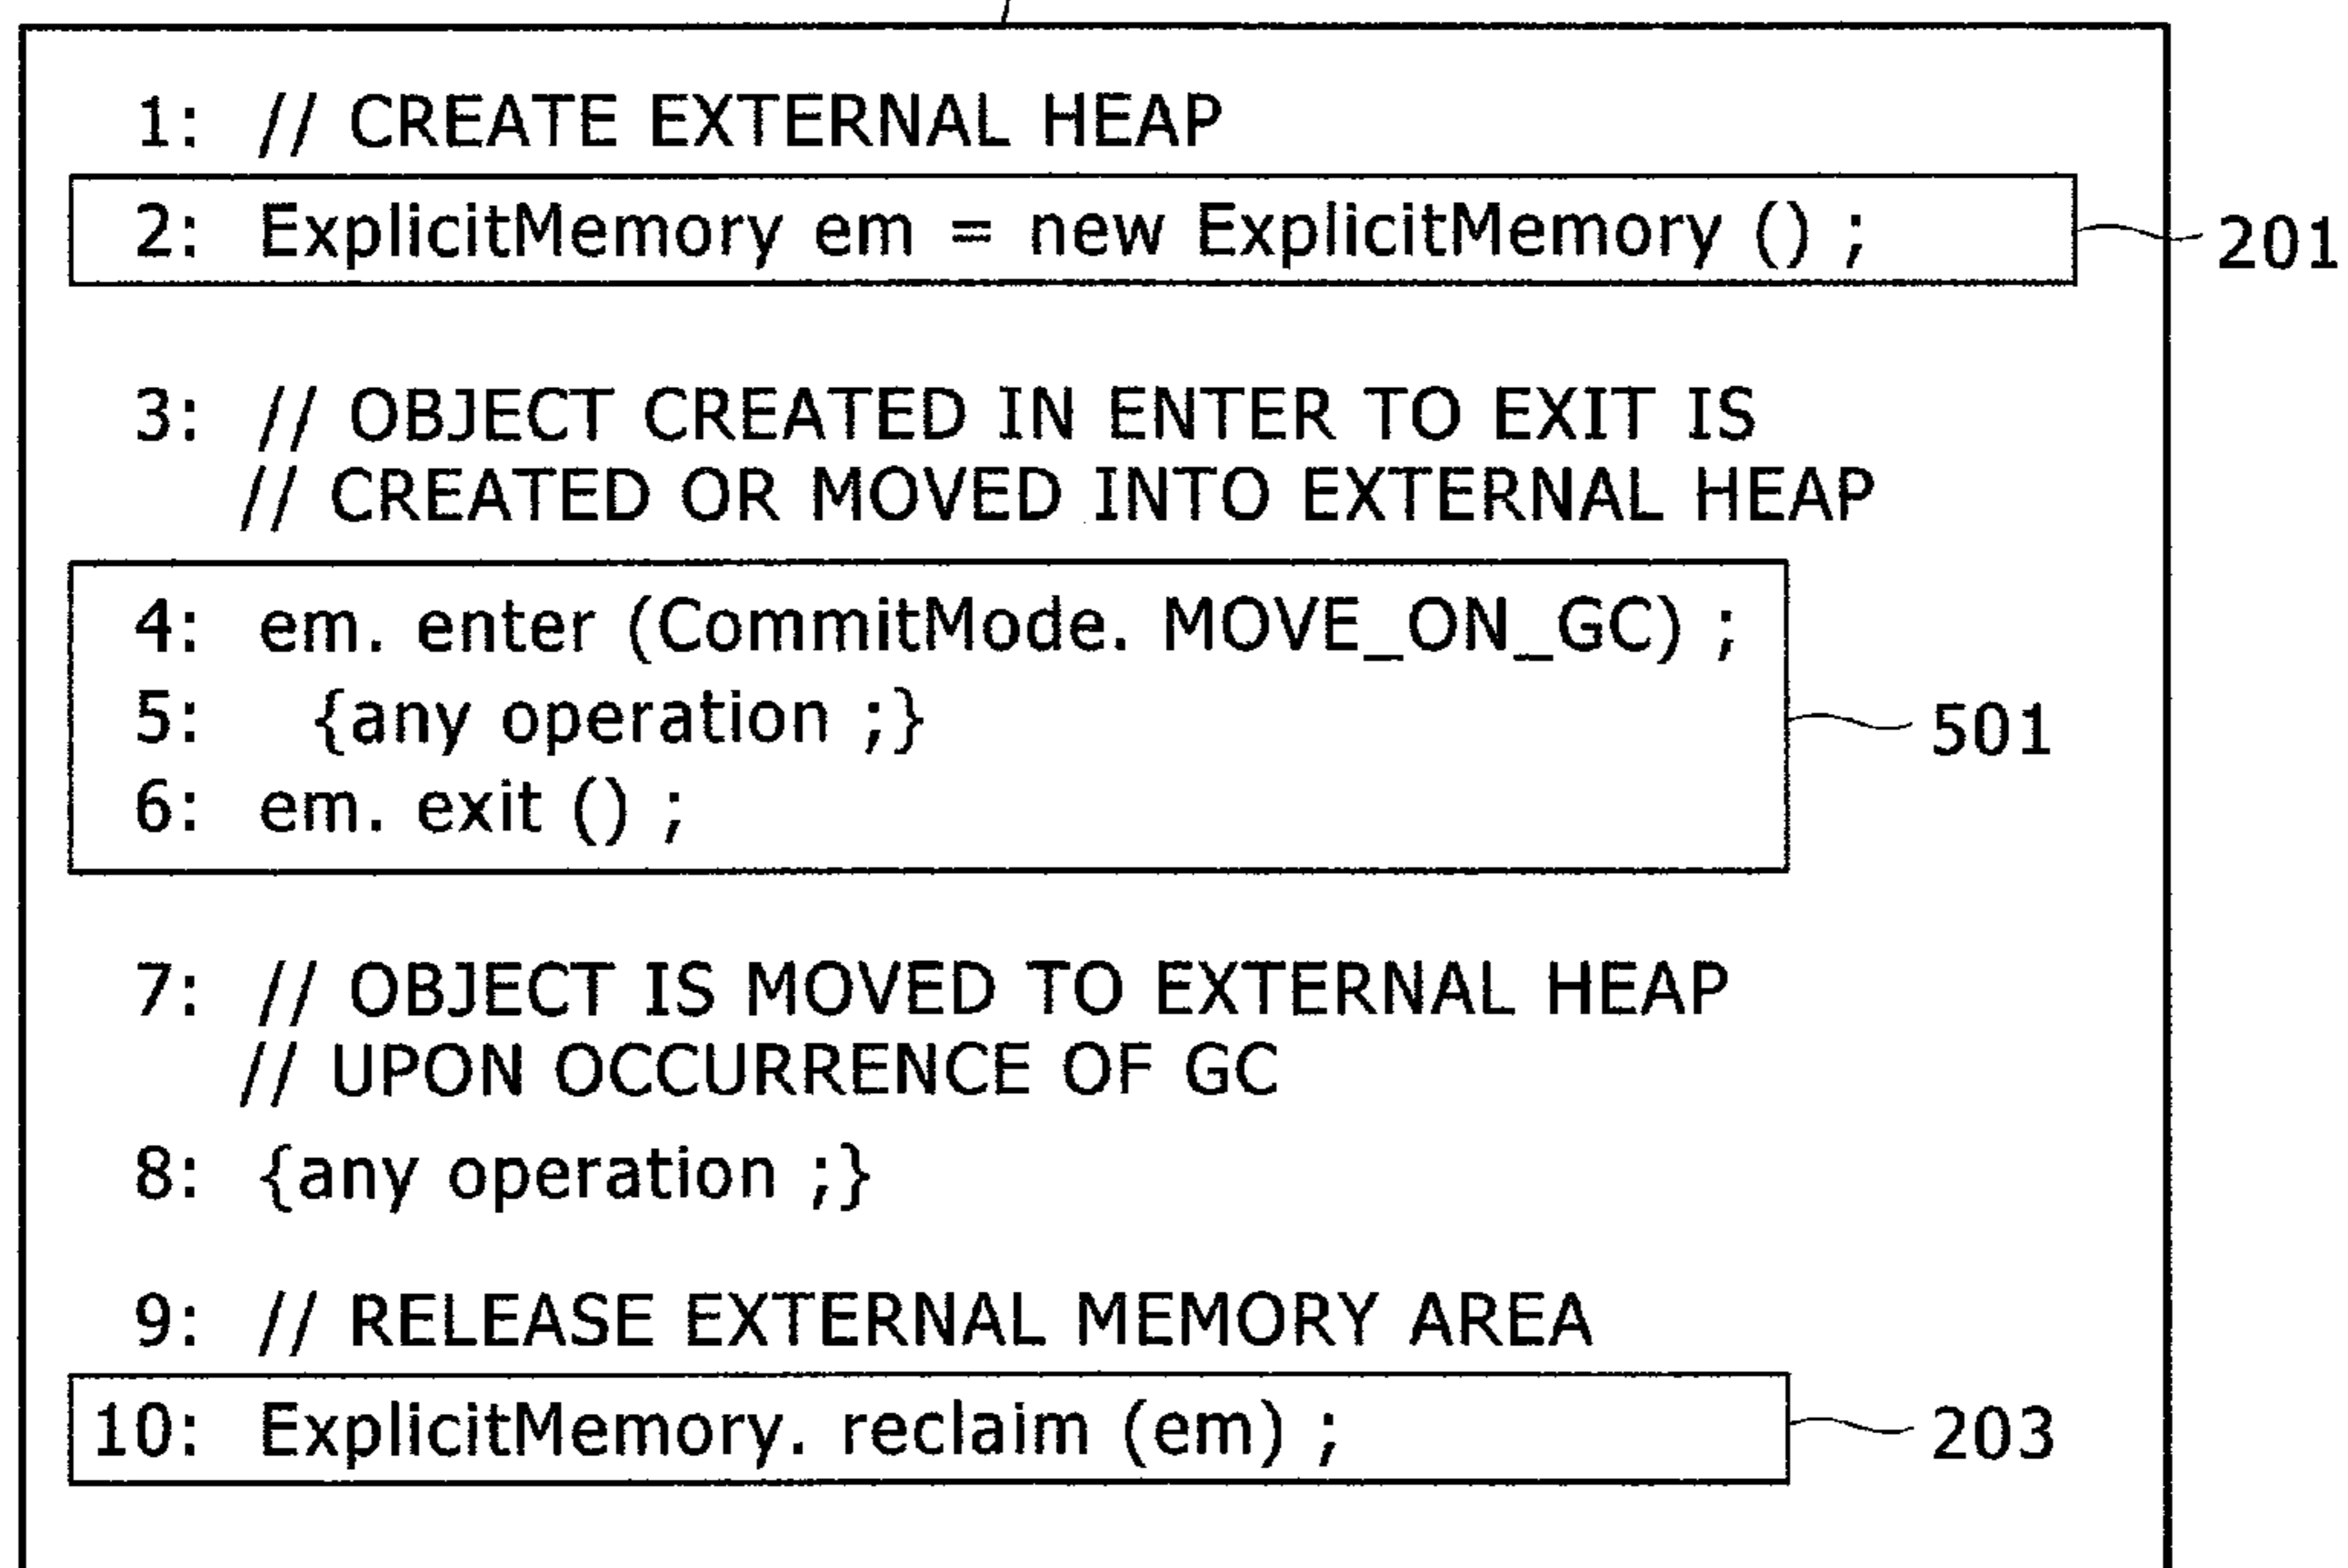 1: // CREATE EXTERNAL HEAP
2: ExplicitMemory em = new ExplicitMemory () ;
201
3: // OBJECT CREATED IN ENTER TO EXIT IS
// CREATED OR MOVED INTO EXTERNAL HEAP
4: em. enter (CommitMode. MOVE_ON_GC) ;
5: {any operation ;}
501
6: em. exit () ;
7: // OBJECT IS MOVED TO EXTERNAL HEAP
// UPON OCCURRENCE OF GC
8: {any operation ;}
9: // RELEASE EXTERNAL MEMORY AREA
10: ExplicitMemory. reclaim (em) ;
203